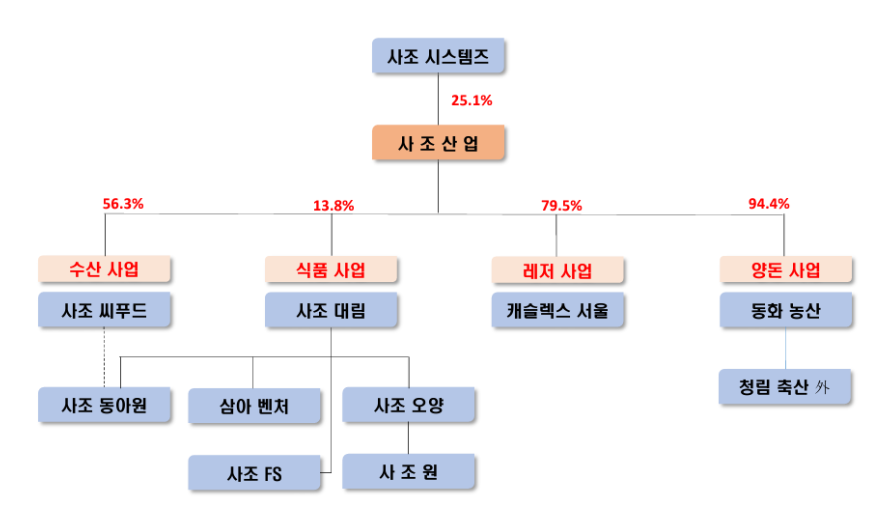 사조 시스템즈
25.1%
사 조 산 업
56.3%
13.8%
79.5%
94.4%
수산 사업
식품 사업
레저 사업
양돈 사업
사조 씨푸드
사조 대림
캐슬렉스 서울
동화 농산
사조 동아원
삼아 벤처
사조 오양
청림 축산 外
사조 FS
사 조 원